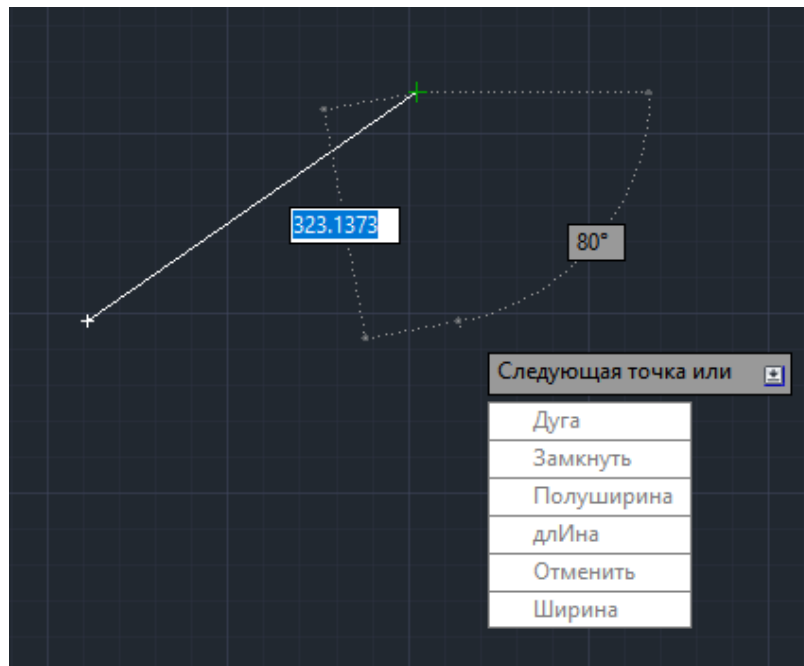 323.1373
80°
Следующая точка или
Дуга
Замкнуть
Полуширина
длИна
Отменить
Ширина